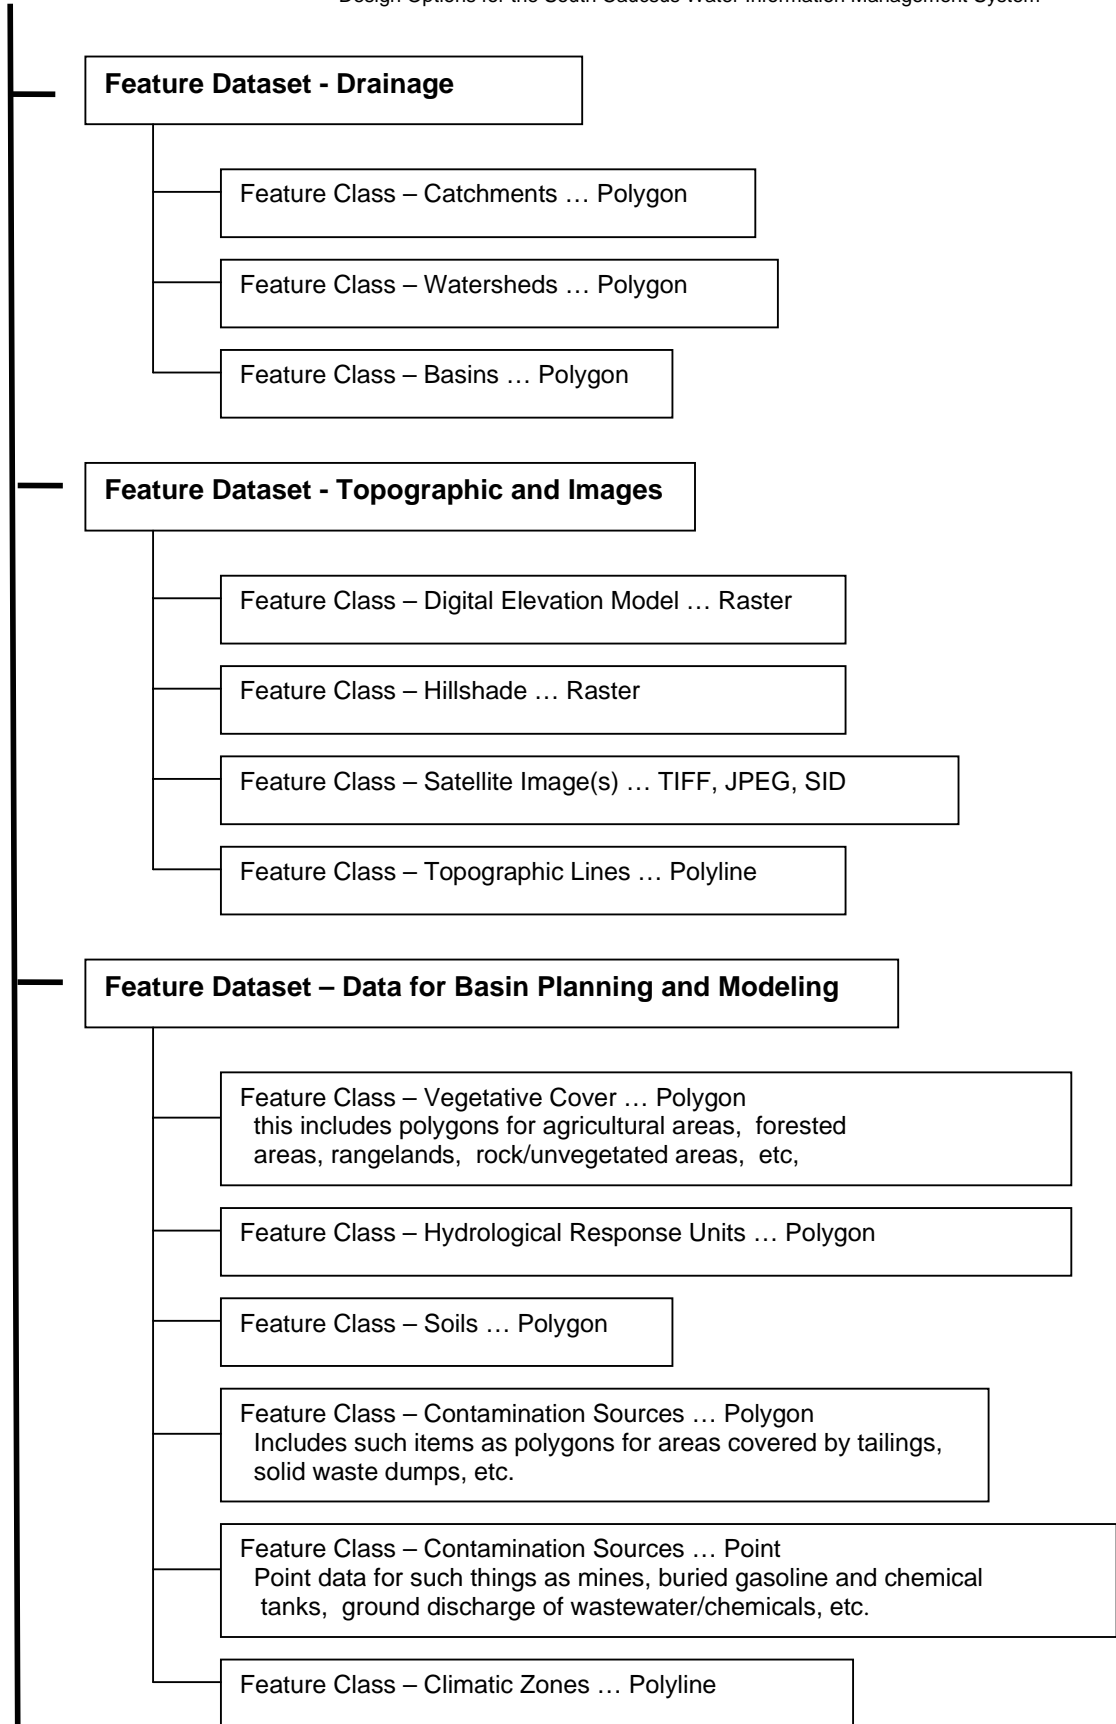 Design Options for the South Caucus Water Information Management System
Feature Dataset - Drainage
Feature Class – Catchments … Polygon
Feature Class – Watersheds … Polygon
Feature Class – Basins … Polygon
Feature Dataset - Topographic and Images
Feature Class – Digital Elevation Model … Raster
Feature Class – Hillshade … Raster
Feature Class – Satellite Image(s) … TIFF, JPEG, SID
Feature Class – Topographic Lines … Polyline
Feature Dataset – Data for Basin Planning and Modeling
Feature Class – Vegetative Cover … Polygon
this includes polygons for agricultural areas, forested
areas, rangelands, rock/unvegetated areas, etc,
Feature Class – Hydrological Response Units … Polygon
Feature Class – Soils … Polygon
Feature Class – Contamination Sources … Polygon
Includes such items as polygons for areas covered by tailings,
solid waste dumps, etc.
Feature Class – Contamination Sources … Point
Point data for such things as mines, buried gasoline and chemical
tanks, ground discharge of wastewater/chemicals, etc.
Feature Class – Climatic Zones … Polyline